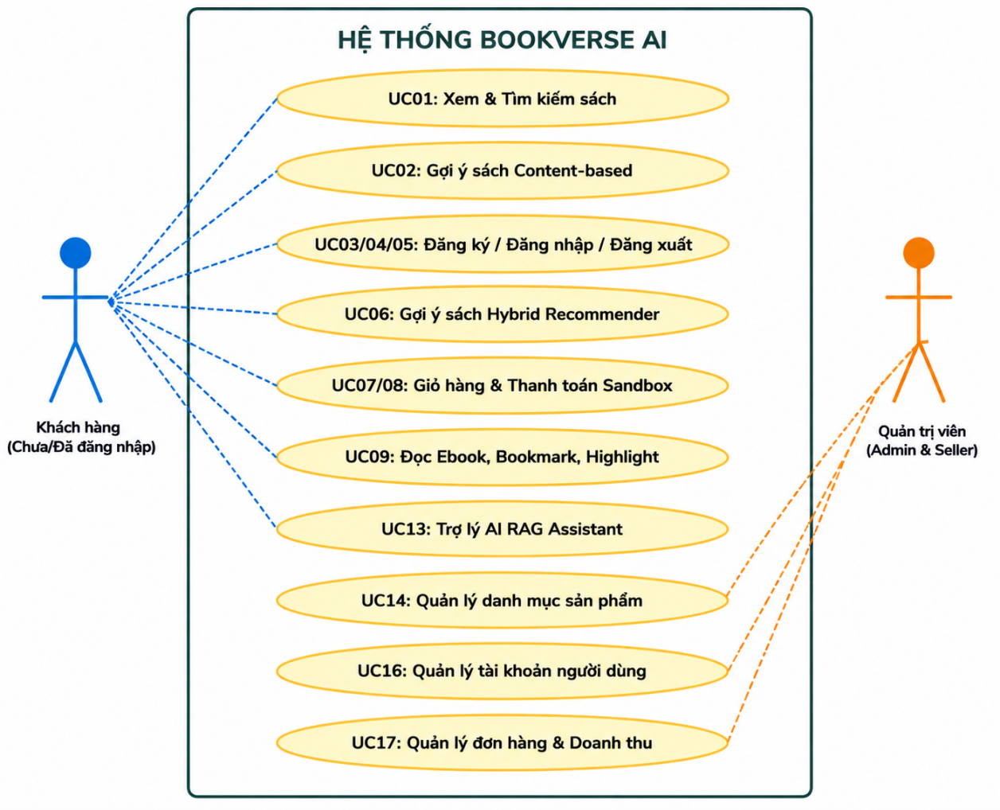 HỆ THỐNG BOOKVERSE AI
UC01: Xem & Tìm kiếm sách
UC02: Gợi ý sách Content-based
UC03/04/05: Đăng ký / Đăng nhập / Đăng xuất
UC06: Gợi ý sách Hybrid Recommender
UC07/08: Giỏ hàng & Thanh toán Sandbox
UC09: Đọc Ebook, Bookmark, Highlight
UC13: Trợ lý AI RAG Assistant
UC14: Quản lý danh mục sản phẩm
UC16: Quản lý tài khoản người dùng
UC17: Quản lý đơn hàng & Doanh thu
Khách hàng
(Chưa/Đã đăng nhập)
Quản trị viên
(Admin & Seller)